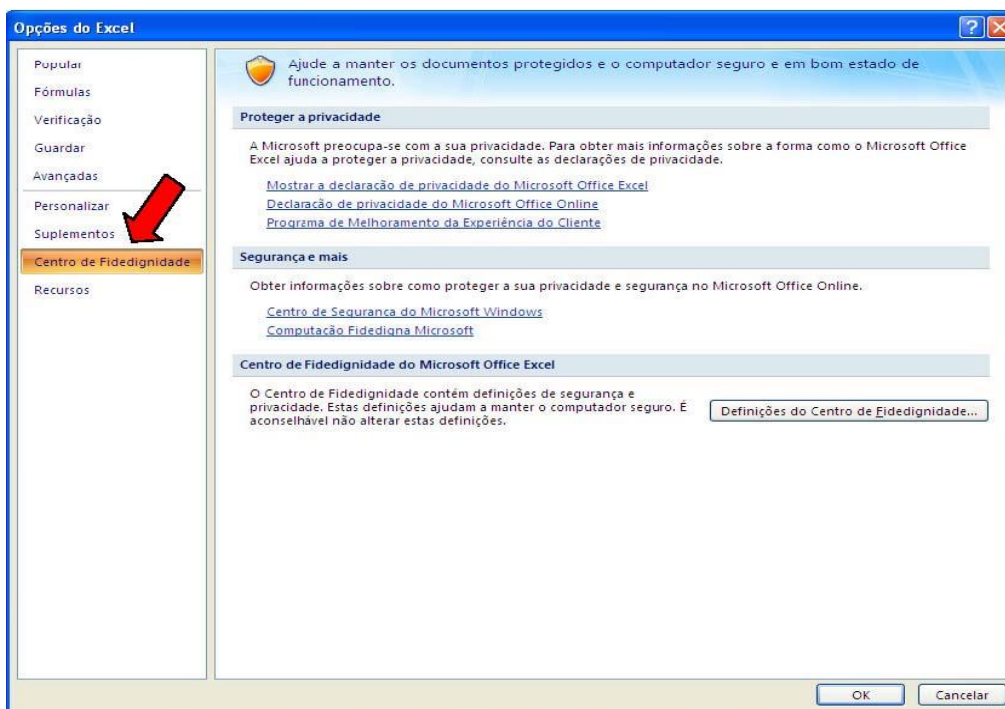 Opções do Excel
Popular
Fórmulas
Verificação
Guardar
Avançadas
Personalizar
Suplementos
Centro de Fidedignidade
Recursos
Ajude a manter os documentos protegidos e o computador seguro e em bom estado de
funcionamento.
Proteger a privacidade
A Microsoft preocupa-se com a sua privacidade. Para obter mais informações sobre a forma como o Microsoft Office
Excel ajuda a proteger a privacidade, consulte as declarações de privacidade.
Mostrar a declaração de privacidade do Microsoft Office Excel
Declaração de privacidade do Microsoft Office Online
Programa de Melhoramento da Experiência do Cliente
Segurança e mais
Obter informações sobre como proteger a sua privacidade e segurança no Microsoft Office Online.
Centro de Segurança do Microsoft Windows
Computação Fidedigna Microsoft
Centro de Fidedignidade do Microsoft Office Excel
O Centro de Fidedignidade contém definições de segurança e
privacidade. Estas definições ajudam a manter o computador seguro. É
aconselhável não alterar estas definições.
Definições do Centro de Fidedignidade...
OK
Cancelar